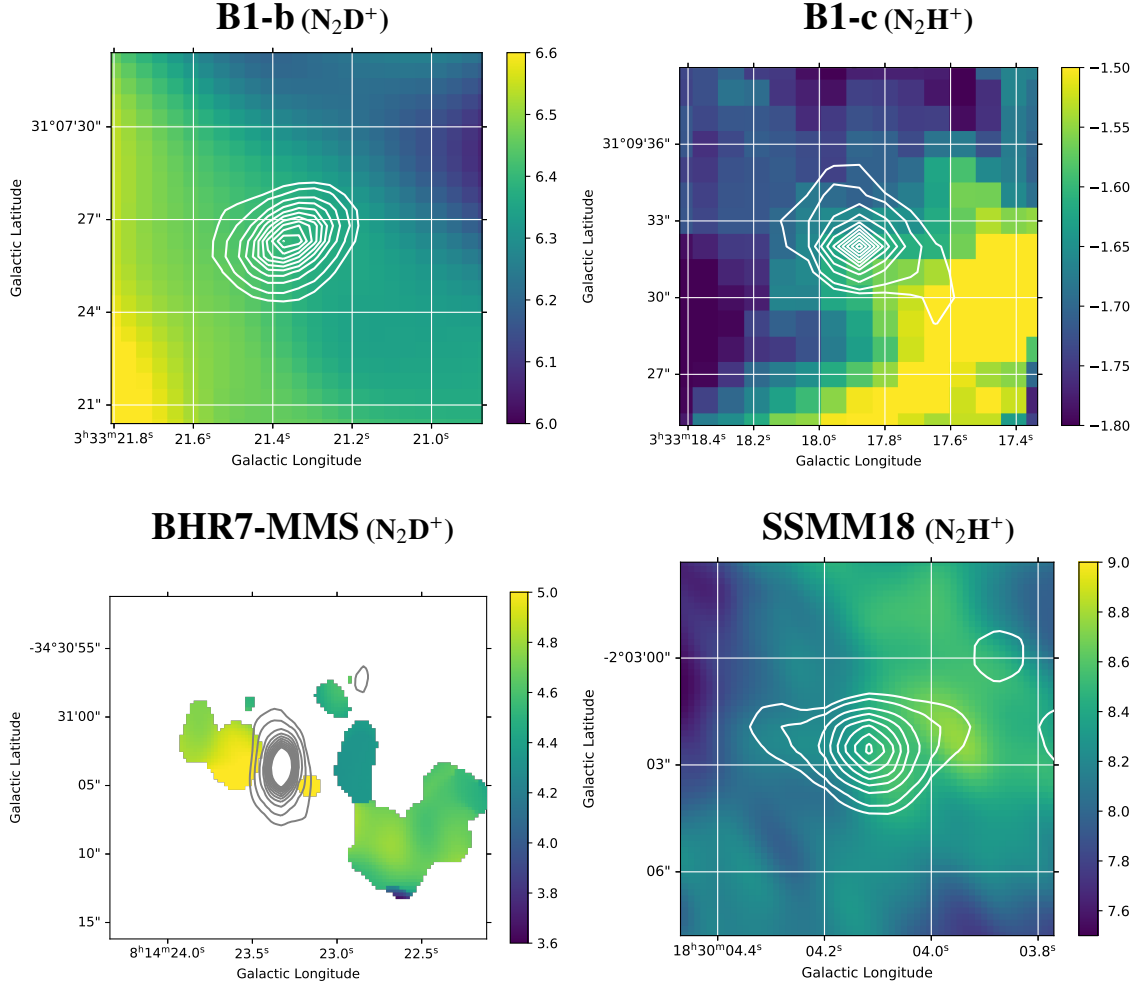 B1-b (N₂D⁺)
6.6
6.5
6.4
6.3
6.2
6.1
6.0
31°07'30"
27"
24"
21"
3ʰ33ᵐ21.8ˢ 21.6ˢ 21.4ˢ 21.2ˢ 21.0ˢ
Galactic Longitude
Galactic Latitude
B1-c (N₂H⁺)
−1.50
−1.55
−1.60
−1.65
−1.70
−1.75
−1.80
31°09'36"
33"
30"
27"
3ʰ33ᵐ18.4ˢ 18.2ˢ 18.0ˢ 17.8ˢ 17.6ˢ 17.4ˢ
Galactic Longitude
Galactic Latitude
BHR7-MMS (N₂D⁺)
5.0
4.8
4.6
4.4
4.2
4.0
3.8
3.6
-34°30'55"
31'00"
05"
10"
15"
8ʰ14ᵐ24.0ˢ 23.5ˢ 23.0ˢ 22.5ˢ
Galactic Longitude
Galactic Latitude
SSMM18 (N₂H⁺)
9.0
8.8
8.6
8.4
8.2
8.0
7.8
7.6
-2°03'00"
03"
06"
18ʰ30ᵐ04.4ˢ 04.2ˢ 04.0ˢ 03.8ˢ
Galactic Longitude
Galactic Latitude